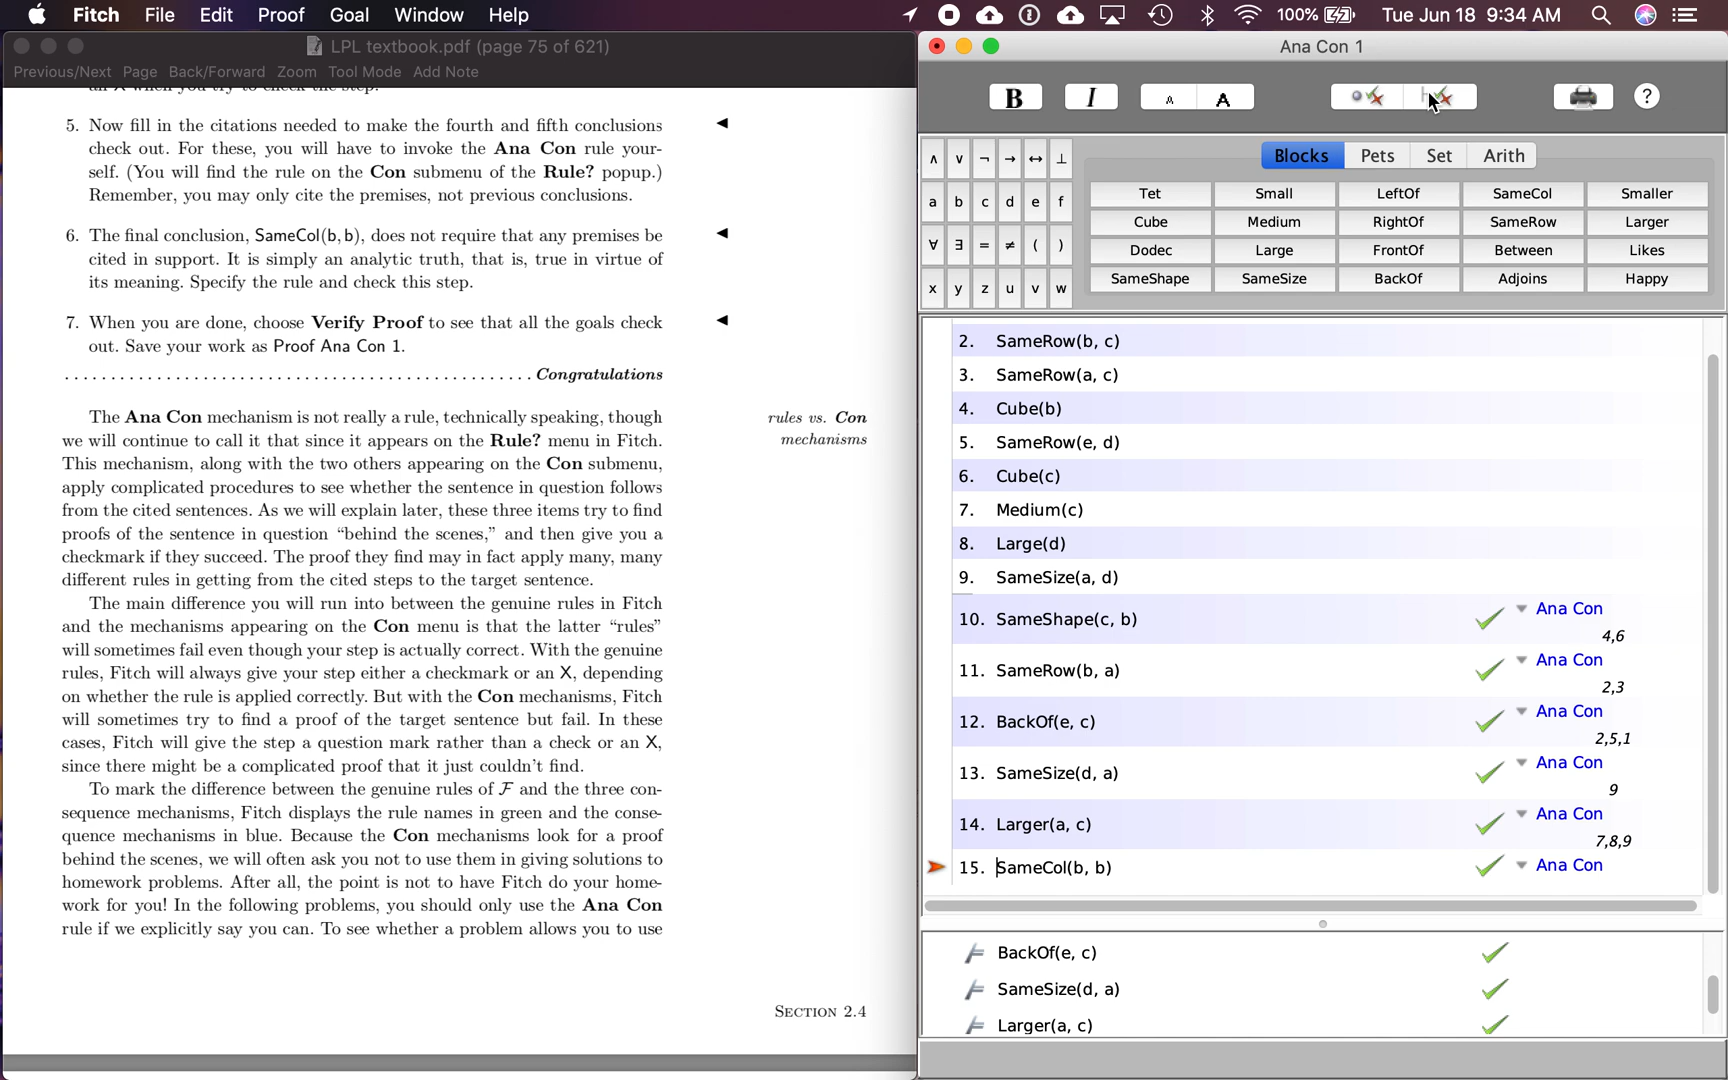 Fitch File Edit Proof Goal Window Help 100% Tue Jun 18 9:34 AM
LPL textbook.pdf (page 75 of 621)
Previous/Next Page Back/Forward Zoom Tool Mode Add Note
an X when you try to check the step.
5. Now fill in the citations needed to make the fourth and fifth conclusions
check out. For these, you will have to invoke the Ana Con rule your-
self. (You will find the rule on the Con submenu of the Rule? popup.)
Remember, you may only cite the premises, not previous conclusions.
6. The final conclusion, SameCol(b, b), does not require that any premises be
cited in support. It is simply an analytic truth, that is, true in virtue of
its meaning. Specify the rule and check this step.
7. When you are done, choose Verify Proof to see that all the goals check
out. Save your work as Proof Ana Con 1.
Congratulations
The Ana Con mechanism is not really a rule, technically speaking, though
we will continue to call it that since it appears on the Rule? menu in Fitch.
This mechanism, along with the two others appearing on the Con submenu,
apply complicated procedures to see whether the sentence in question follows
from the cited sentences. As we will explain later, these three items try to find
proofs of the sentence in question “behind the scenes,” and then give you a
checkmark if they succeed. The proof they find may in fact apply many, many
different rules in getting from the cited steps to the target sentence.
rules vs. Con
mechanisms
The main difference you will run into between the genuine rules in Fitch
and the mechanisms appearing on the Con menu is that the latter “rules”
will sometimes fail even though your step is actually correct. With the genuine
rules, Fitch will always give your step either a checkmark or an X, depending
on whether the rule is applied correctly. But with the Con mechanisms, Fitch
will sometimes try to find a proof of the target sentence but fail. In these
cases, Fitch will give the step a question mark rather than a check or an X,
since there might be a complicated proof that it just couldn’t find.
To mark the difference between the genuine rules of F and the three con-
sequence mechanisms, Fitch displays the rule names in green and the conse-
quence mechanisms in blue. Because the Con mechanisms look for a proof
behind the scenes, we will often ask you not to use them in giving solutions to
homework problems. After all, the point is not to have Fitch do your home-
work for you! In the following problems, you should only use the Ana Con
rule if we explicitly say you can. To see whether a problem allows you to use
Section 2.4
Ana Con 1
B I A A ?
∧ ∨ ¬ → ↔ ⊥
a b c d e f
∀ ∃ = ≠ ( )
x y z u v w
Blocks Pets Set Arith
Tet Small LeftOf SameCol Smaller
Cube Medium RightOf SameRow Larger
Dodec Large FrontOf Between Likes
SameShape SameSize BackOf Adjoins Happy
2. SameRow(b, c)
3. SameRow(a, c)
4. Cube(b)
5. SameRow(e, d)
6. Cube(c)
7. Medium(c)
8. Large(d)
9. SameSize(a, d)
10. SameShape(c, b) Ana Con
4,6
11. SameRow(b, a) Ana Con
2,3
12. BackOf(e, c) Ana Con
2,5,1
13. SameSize(d, a) Ana Con
9
14. Larger(a, c) Ana Con
7,8,9
15. SameCol(b, b) Ana Con
BackOf(e, c)
SameSize(d, a)
Larger(a, c)